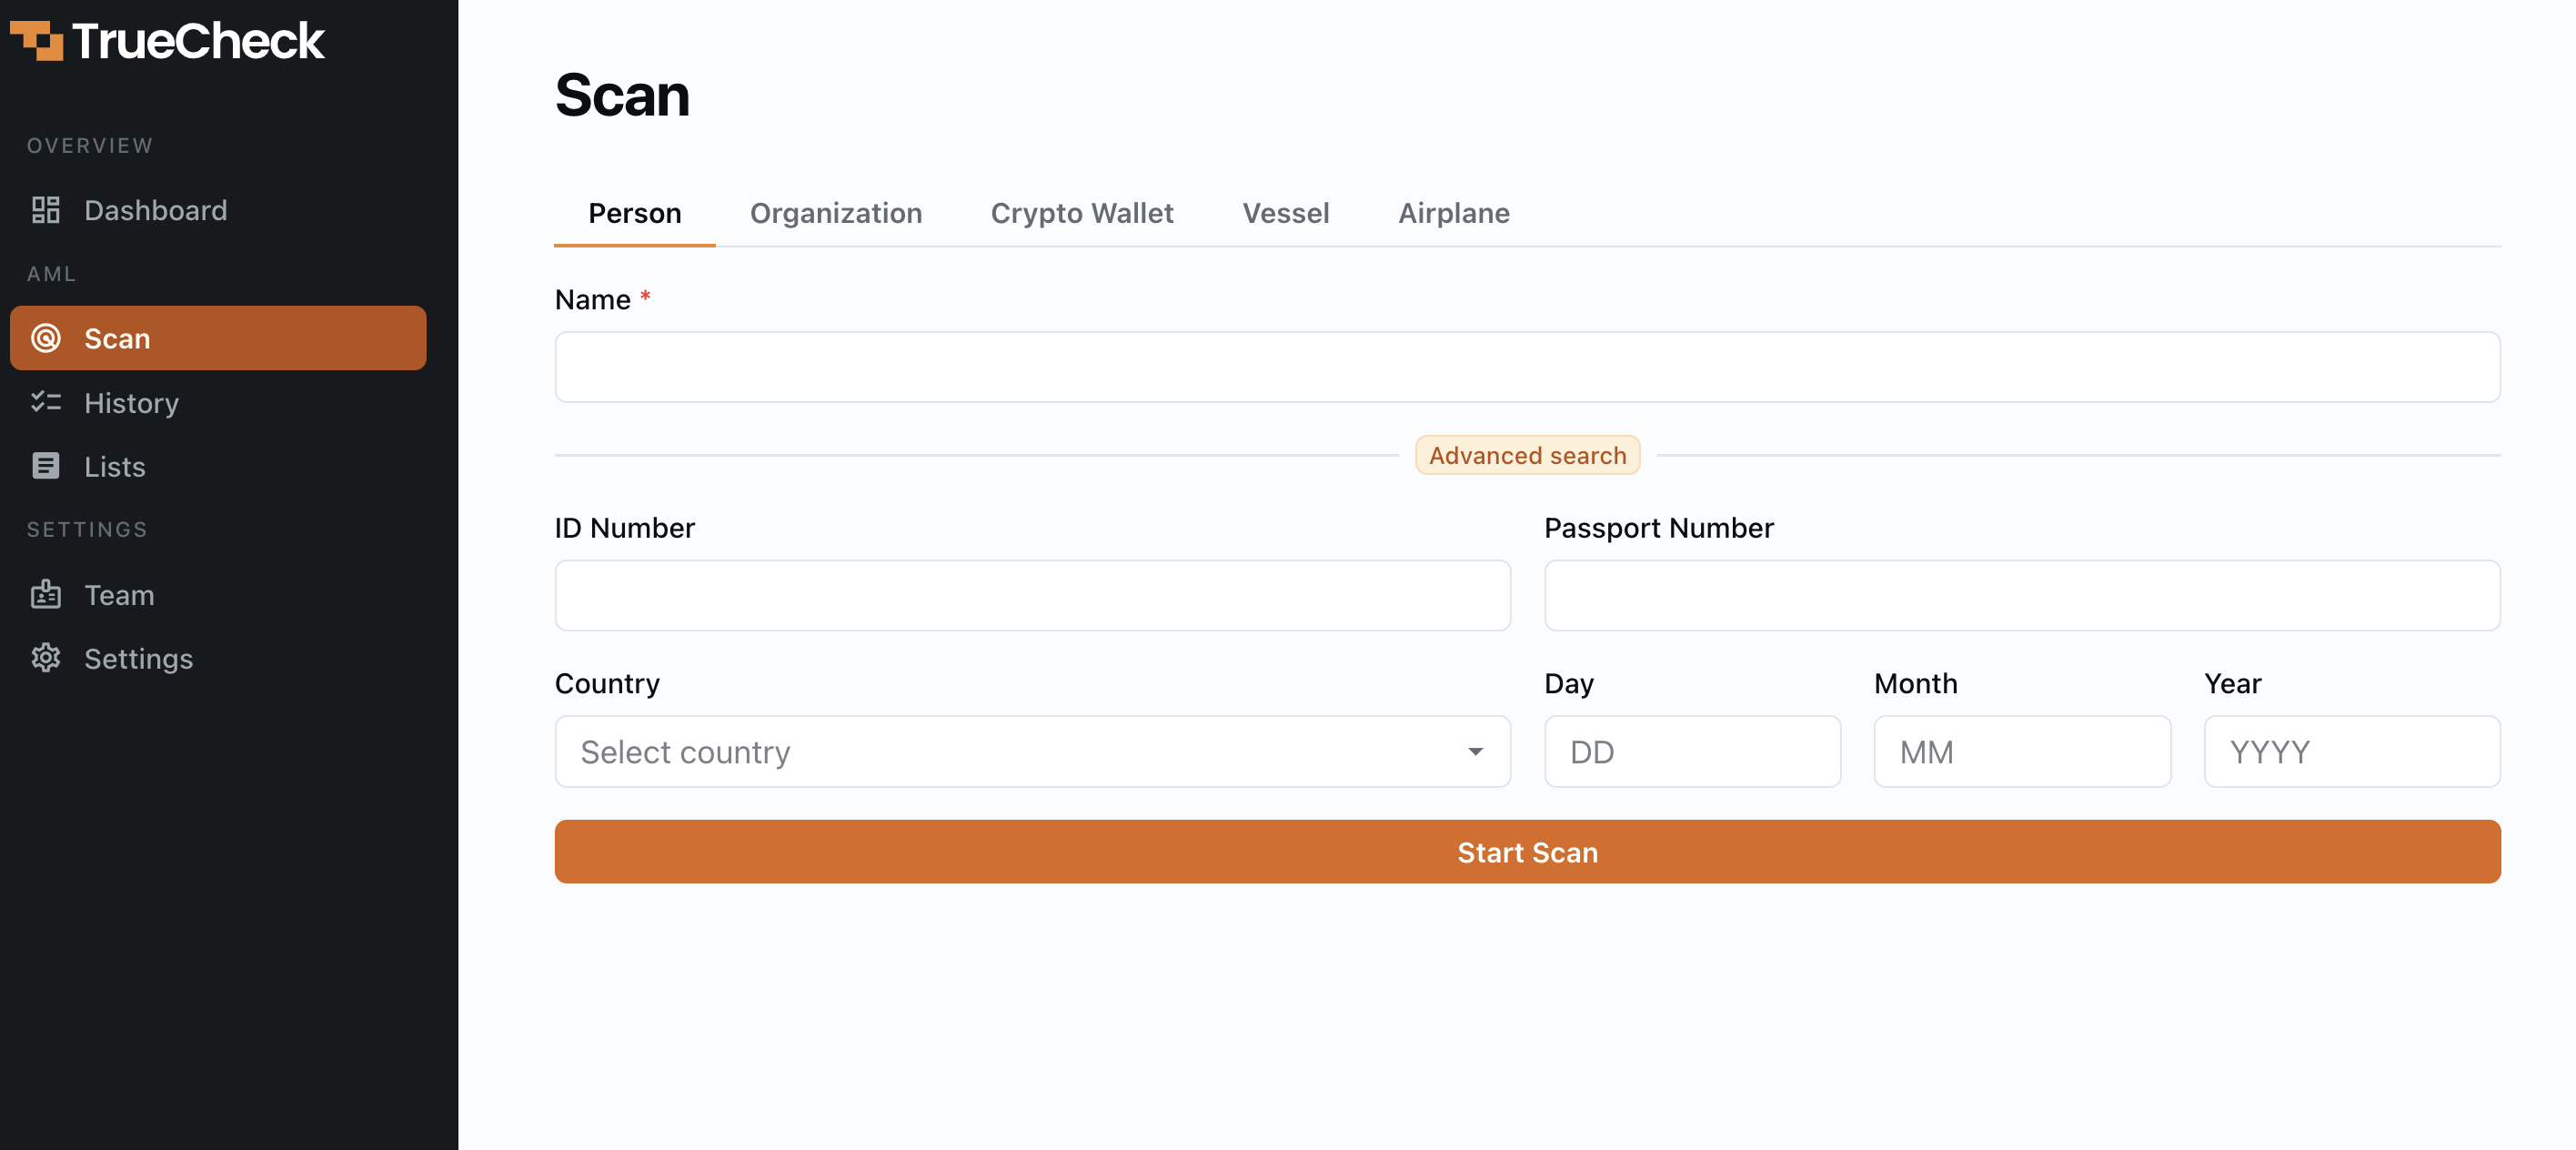 TrueCheck
OVERVIEW
Dashboard
AML
Scan
History
Lists
SETTINGS
Team
Settings
Scan
Person Organization Crypto Wallet Vessel Airplane
Name *
Advanced search
ID Number Passport Number
Country Day Month Year
Select country DD MM YYYY
Start Scan